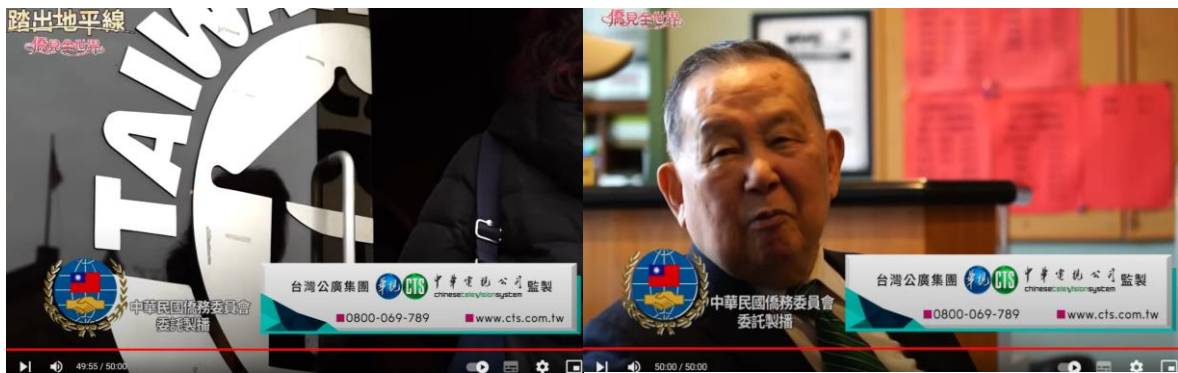 踏出地平線
僑見全世界
TAIWA
台灣公廣集團 華視 CTS 中華電視公司 監製
chinesetelevisionsystem
中華民國僑務委員會
委託製播
0800-069-789
www.cts.com.tw
49:55 / 50:00
僑見全世界
台灣公廣集團 華視 CTS 中華電視公司 監製
chinesetelevisionsystem
中華民國僑務委員會
委託製播
0800-069-789
www.cts.com.tw
50:00 / 50:00